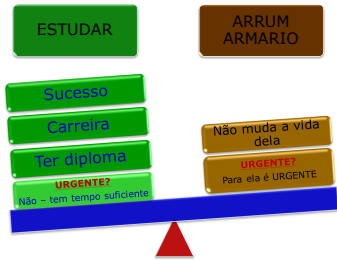 ESTUDAR
ARRUM
ARMARIO
Sucesso
Carreira
Ter diploma
URGENTE?
Não – tem tempo suficiente
Não muda a vida
dela
URGENTE?
Para ela é URGENTE